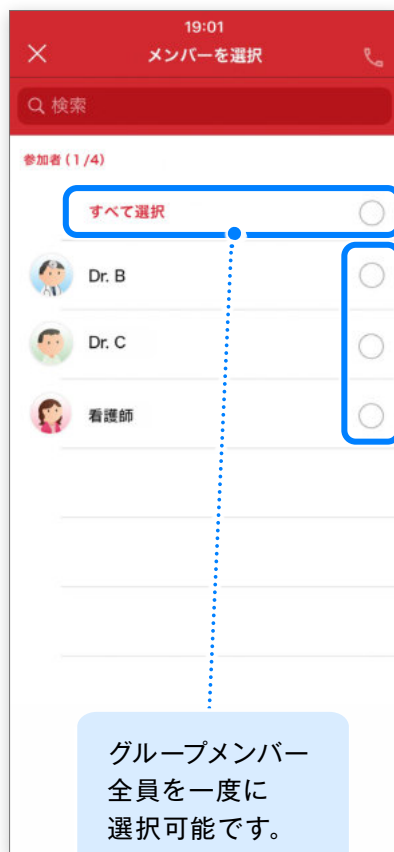 19:01
メンバーを選択
検索
参加者 (1/4)
すべて選択
Dr. B
Dr. C
看護師
グループメンバー
全員を一度に
選択可能です。